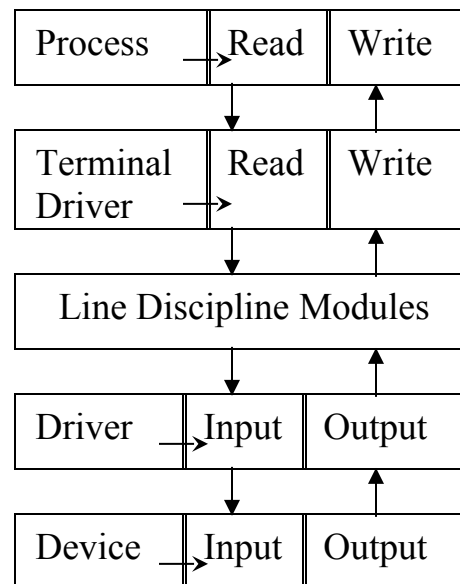 Process Read Write
Terminal Read Write
Driver
Line Discipline Modules
Driver Input Output
Device Input Output